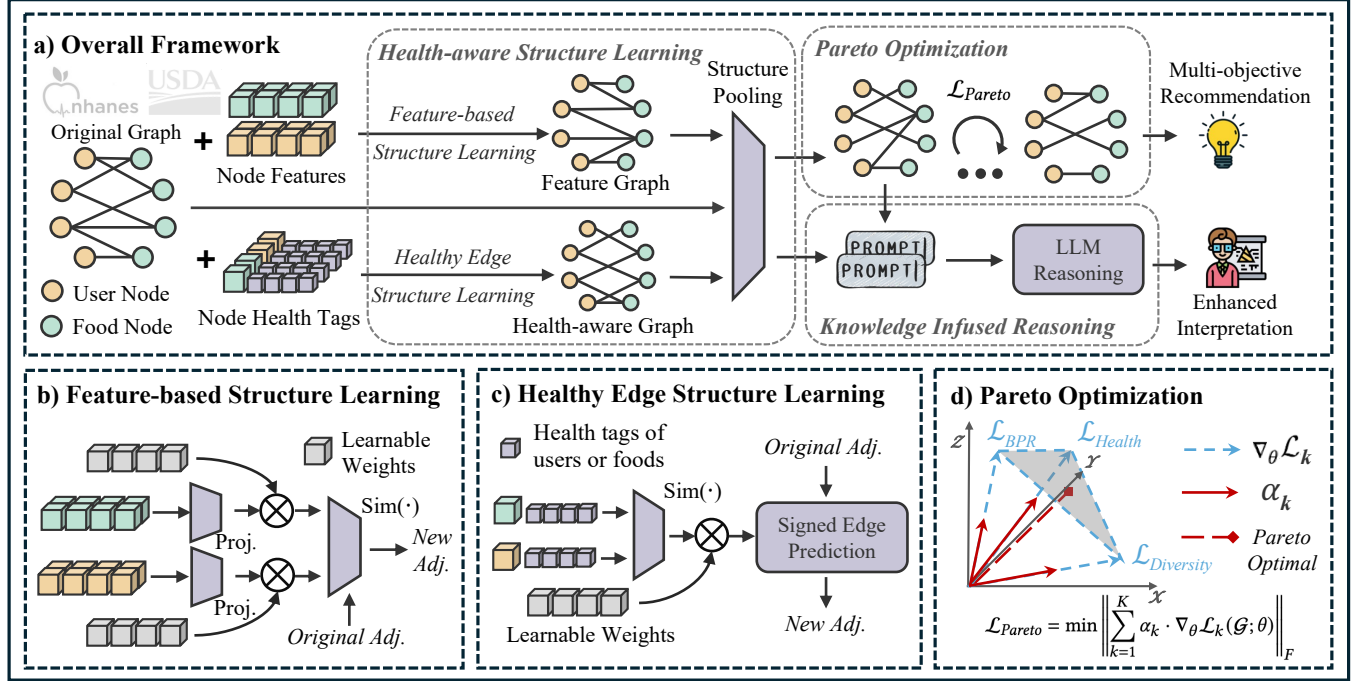 a) Overall Framework
nhanes
USDA
Original Graph
+
Node Features
+
Node Health Tags
User Node
Food Node
Health-aware Structure Learning
Feature-based
Structure Learning
Feature Graph
Healthy Edge
Structure Learning
Health-aware Graph
Structure
Pooling
Pareto Optimization
ℒPareto
Multi-objective
Recommendation
PROMPT
PROMPT
LLM
Reasoning
Knowledge Infused Reasoning
Enhanced
Interpretation
b) Feature-based Structure Learning
Learnable
Weights
Proj.
Proj.
Sim(·)
New
Adj.
Original Adj.
c) Healthy Edge Structure Learning
Health tags of
users or foods
Sim(·)
Learnable Weights
Original Adj.
Signed Edge
Prediction
New Adj.
d) Pareto Optimization
z
ℒBPR
ℒHealth
Y
ℒDiversity
x
∇θℒk
αk
Pareto
Optimal
ℒPareto = min ‖∑k=1K αk · ∇θℒk(𝒢; θ)‖F